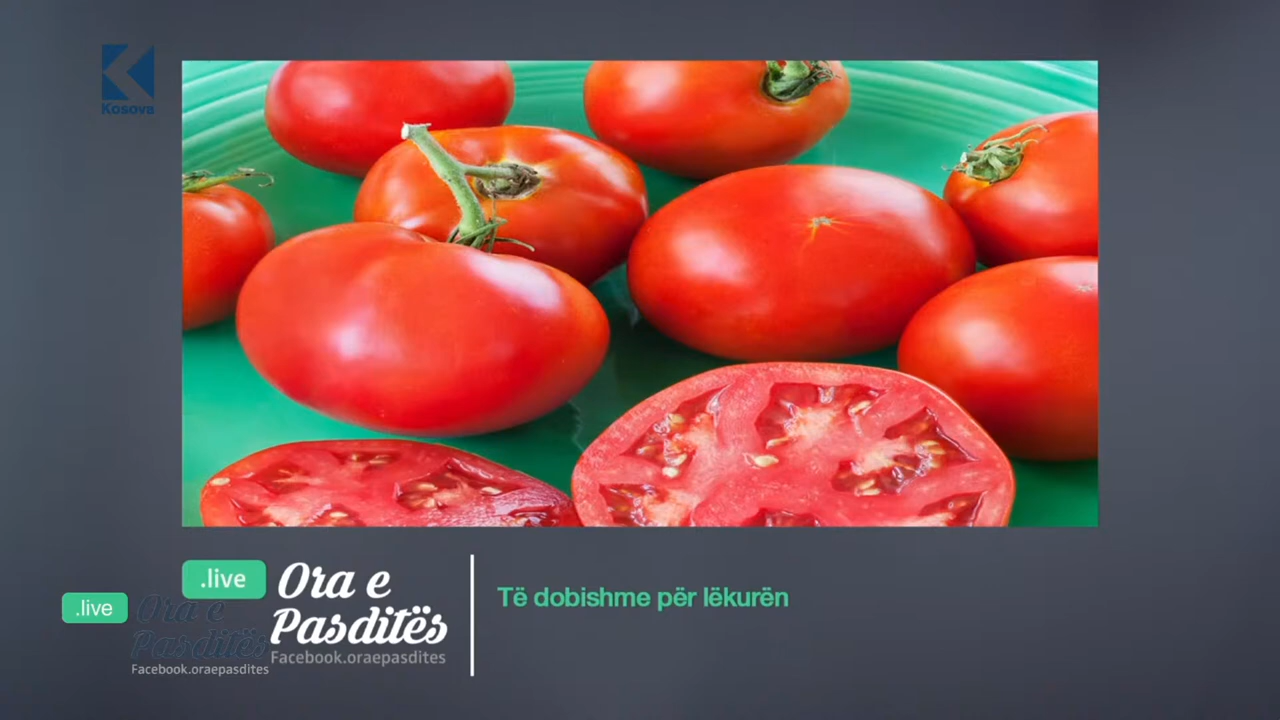 Kosova
.live
Ora e
Pasditës
Facebook.oraepasdites
Të dobishme për lëkurën
.live
Ora e
Pasditës
Facebook.oraepasdites